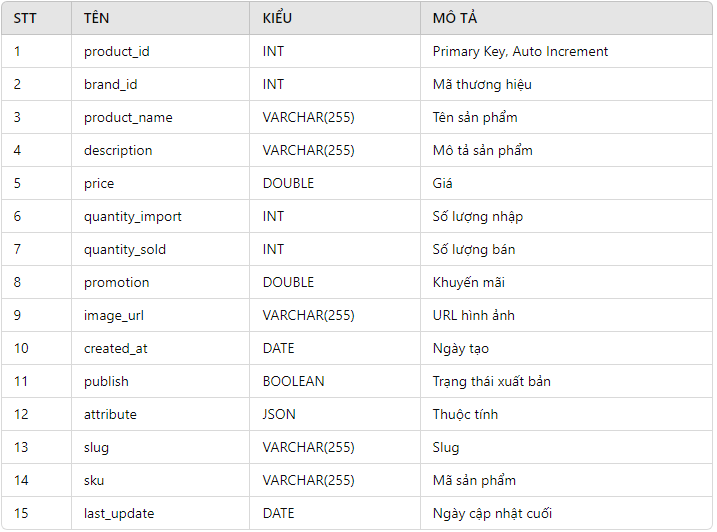 STT TÊN KIỂU MÔ TẢ
1 product_id INT Primary Key, Auto Increment
2 brand_id INT Mã thương hiệu
3 product_name VARCHAR(255) Tên sản phẩm
4 description VARCHAR(255) Mô tả sản phẩm
5 price DOUBLE Giá
6 quantity_import INT Số lượng nhập
7 quantity_sold INT Số lượng bán
8 promotion DOUBLE Khuyến mãi
9 image_url VARCHAR(255) URL hình ảnh
10 created_at DATE Ngày tạo
11 publish BOOLEAN Trạng thái xuất bản
12 attribute JSON Thuộc tính
13 slug VARCHAR(255) Slug
14 sku VARCHAR(255) Mã sản phẩm
15 last_update DATE Ngày cập nhật cuối